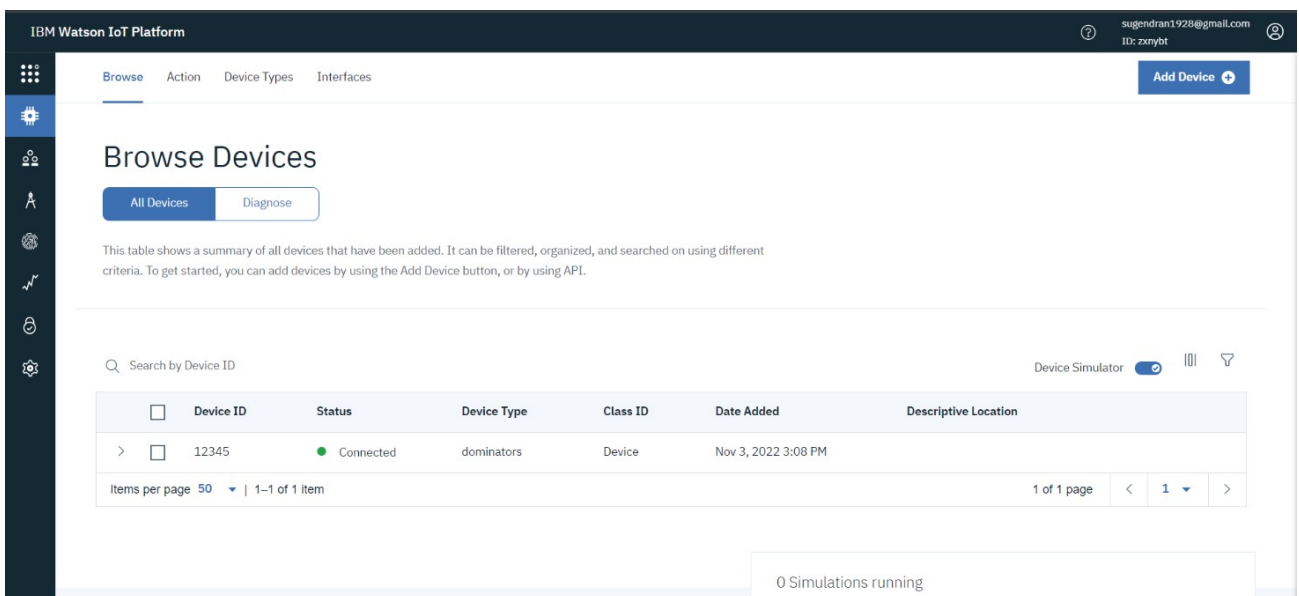 IBM Watson IoT Platform
sugendran1928@gmail.com
ID: zxnybt
Browse Action Device Types Interfaces
Add Device
Browse Devices
All Devices Diagnose
This table shows a summary of all devices that have been added. It can be filtered, organized, and searched on using different
criteria. To get started, you can add devices by using the Add Device button, or by using API.
Search by Device ID
Device Simulator
Device ID Status Device Type Class ID Date Added Descriptive Location
12345 Connected dominators Device Nov 3, 2022 3:08 PM
Items per page 50 | 1–1 of 1 item
1 of 1 page < 1 >
0 Simulations running